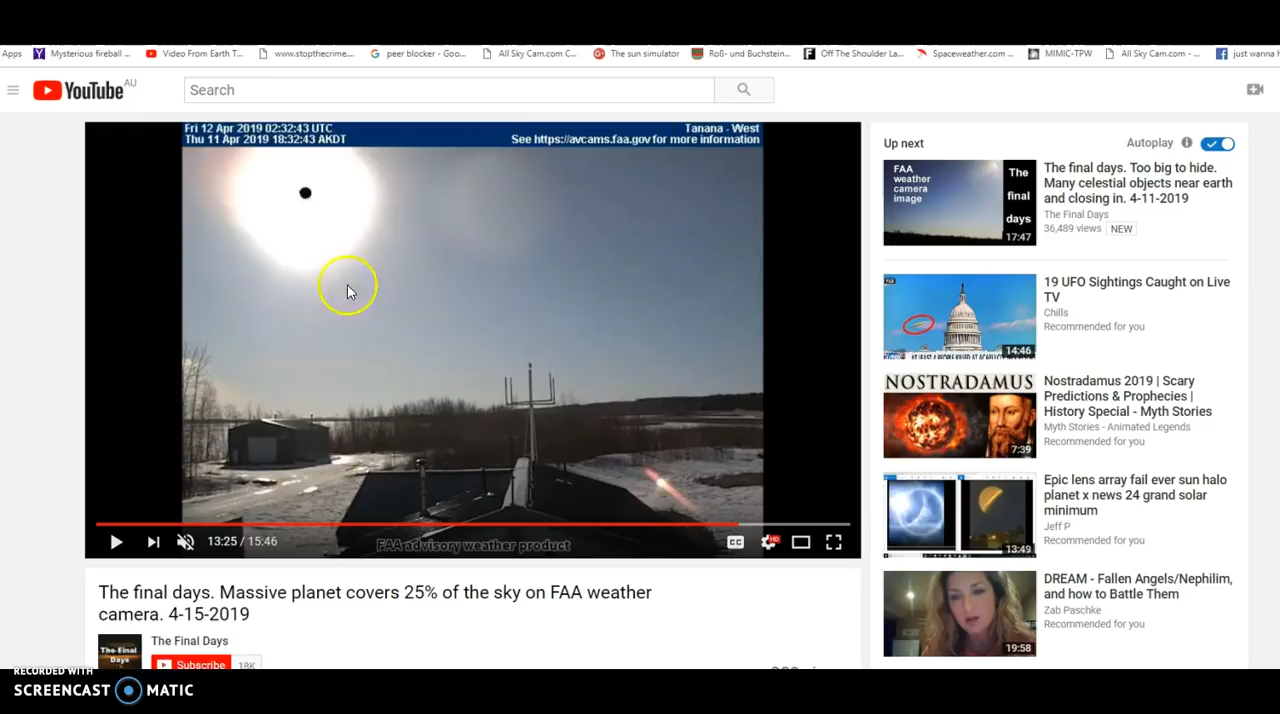 Apps
Mysterious fireball ...
Video From Earth T...
www.stopthecrime....
peer blocker - Goo...
All Sky Cam.com C...
The sun simulator
Roß- und Buchstein...
Off The Shoulder La...
Spaceweather.com ...
MIMIC-TPW
All Sky Cam.com - ...
just wanna h
YouTube AU
Search
Fri 12 Apr 2019 02:32:43 UTC
Tanana - West
Thu 11 Apr 2019 18:32:43 AKDT
See https://avcams.faa.gov for more information
FAA advisory weather product
13:25 / 15:46
CC
HD
The final days. Massive planet covers 25% of the sky on FAA weather
camera. 4-15-2019
The Final
Days
The Final Days
Subscribe 18K
Up next
Autoplay
FAA
weather
camera
image
The
final
days
17:47
The final days. Too big to hide.
Many celestial objects near earth
and closing in. 4-11-2019
The Final Days
36,489 views NEW
14:46
19 UFO Sightings Caught on Live
TV
Chills
Recommended for you
NOSTRADAMUS
7:39
Nostradamus 2019 | Scary
Predictions & Prophecies |
History Special - Myth Stories
Myth Stories - Animated Legends
Recommended for you
13:49
Epic lens array fail ever sun halo
planet x news 24 grand solar
minimum
Jeff P
Recommended for you
19:58
DREAM - Fallen Angels/Nephilim,
and how to Battle Them
Zab Paschke
Recommended for you
RECORDED WITH
SCREENCAST MATIC